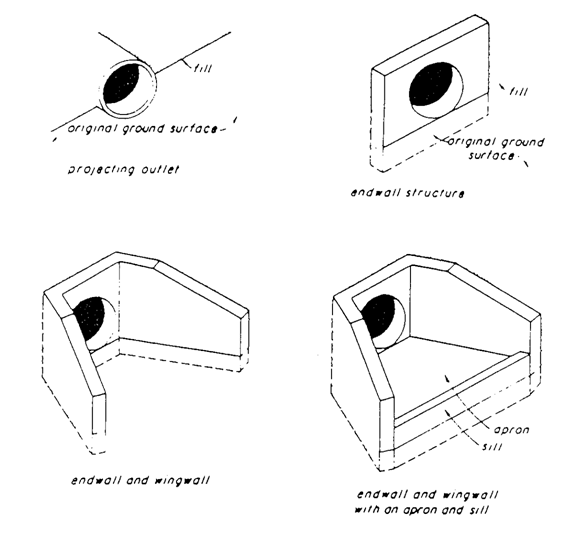 fill
original ground surface
projecting outlet
fill
original ground
surface
endwall structure
endwall and wingwall
apron
sill
endwall and wingwall
with an apron and sill